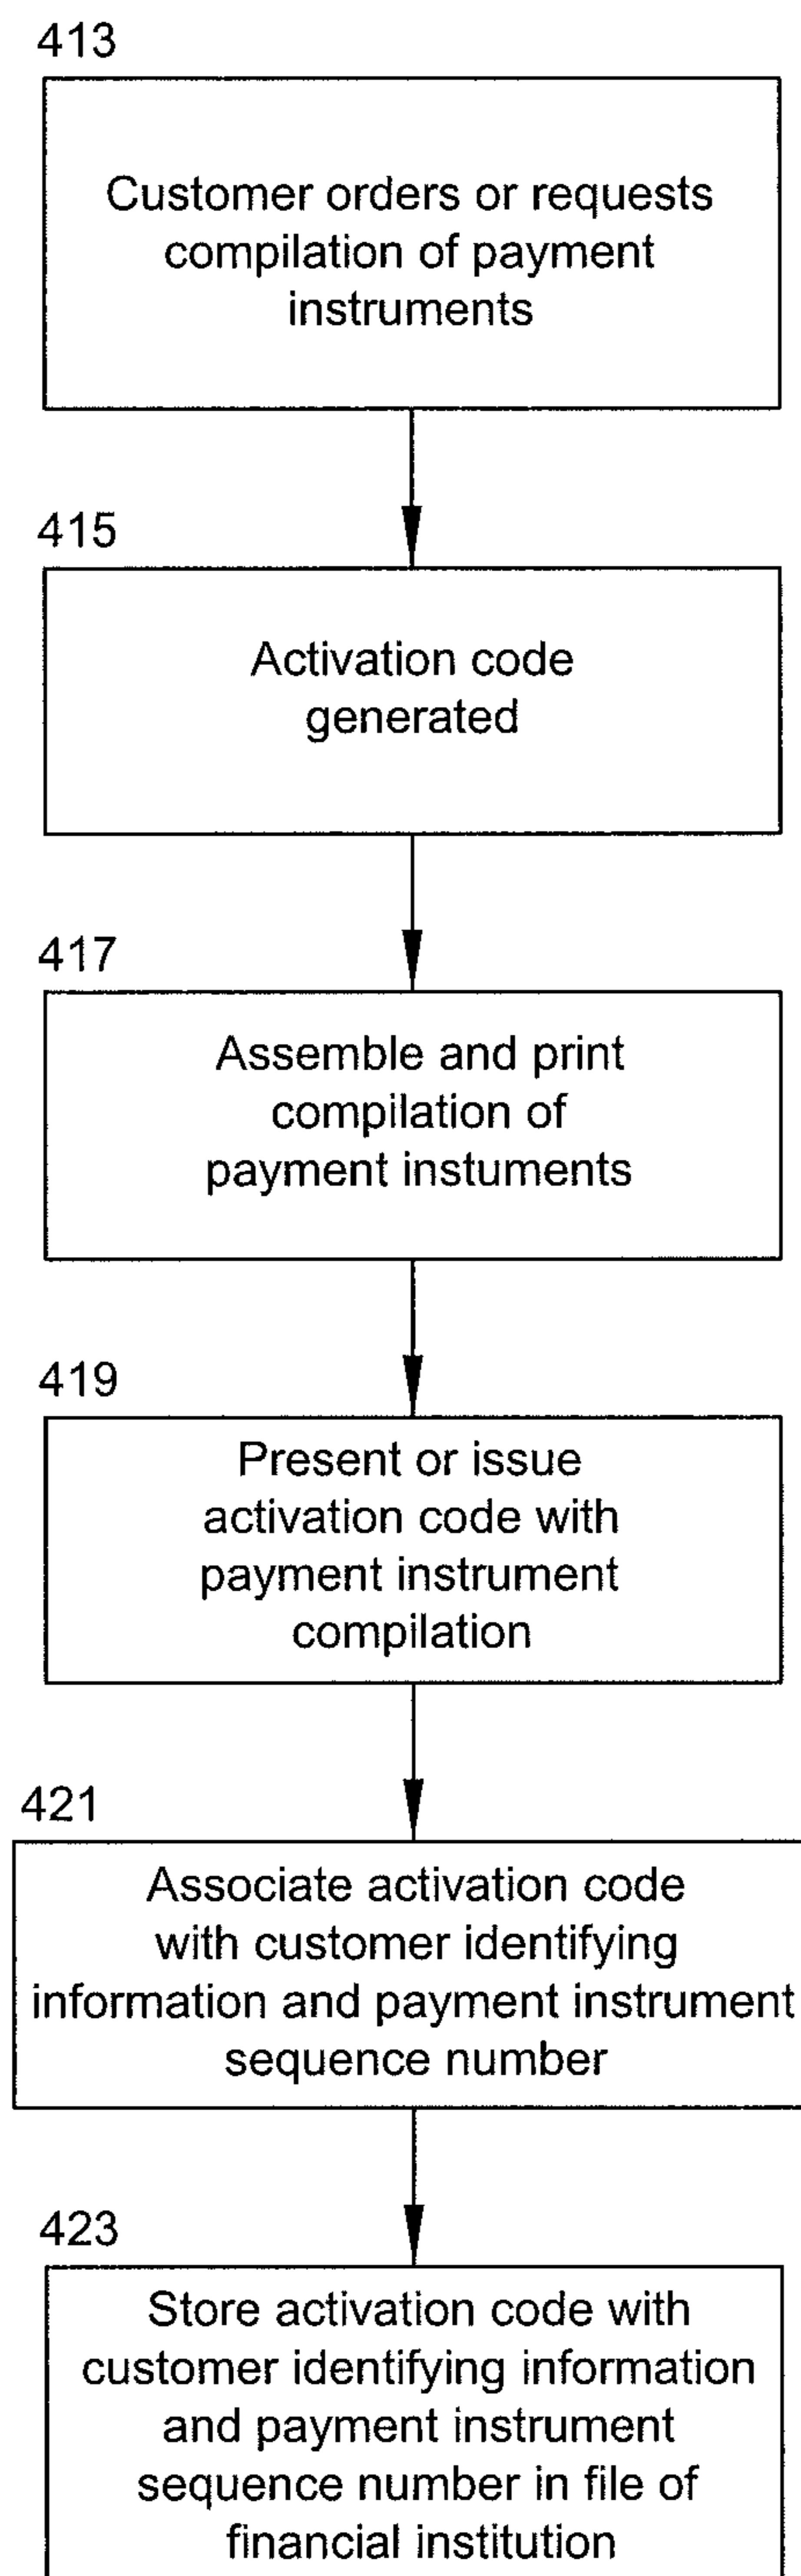 413
Customer orders or requests
compilation of payment
instruments
415
Activation code
generated
417
Assemble and print
compilation of
payment instuments
419
Present or issue
activation code with
payment instrument
compilation
421
Associate activation code
with customer identifying
information and payment instrument
sequence number
423
Store activation code with
customer identifying information
and payment instrument
sequence number in file of
financial institution